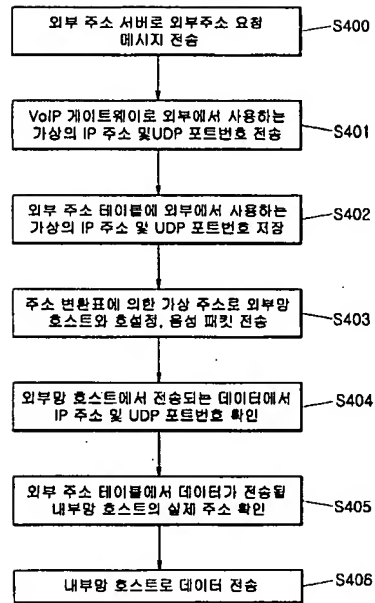 외부 주소 서버로 외부주소 요청
메시지 전송
S400
VoIP 게이트웨이로 외부에서 사용하는
가상의 IP 주소 및UDP 포트번호 전송
S401
외부 주소 테이블에 외부에서 사용하는
가상의 IP 주소 및 UDP 포트번호 저장
S402
주소 변환표에 의한 가상 주소로 외부망
호스트와 호설정, 음성 패킷 전송
S403
외부망 호스트에서 전송되는 데이터에서
IP 주소 및 UDP 포트번호 확인
S404
외부 주소 테이블에서 데이터가 전송될
내부망 호스트의 실제 주소 확인
S405
내부망 호스트로 데이터 전송
S406